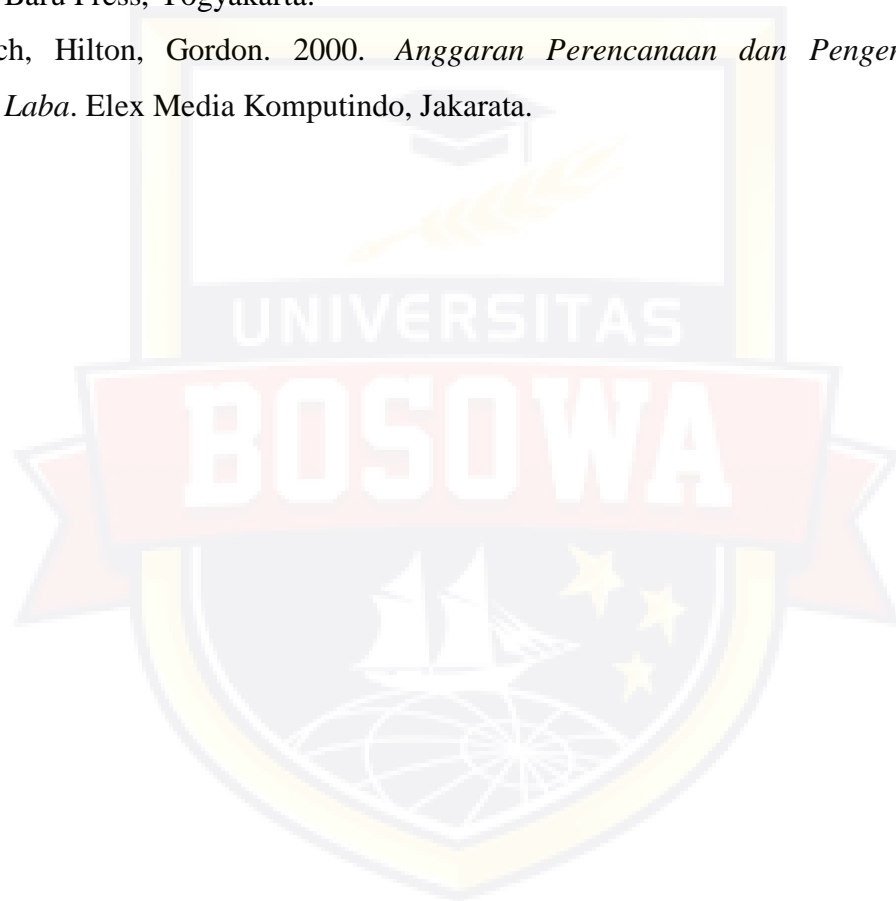 Baru Press, Yogyakarta.
ch, Hilton, Gordon. 2000. Anggaran Perencanaan dan Penger
Laba. Elex Media Komputindo, Jakarata.
UNIVERSITAS
BOSOWA